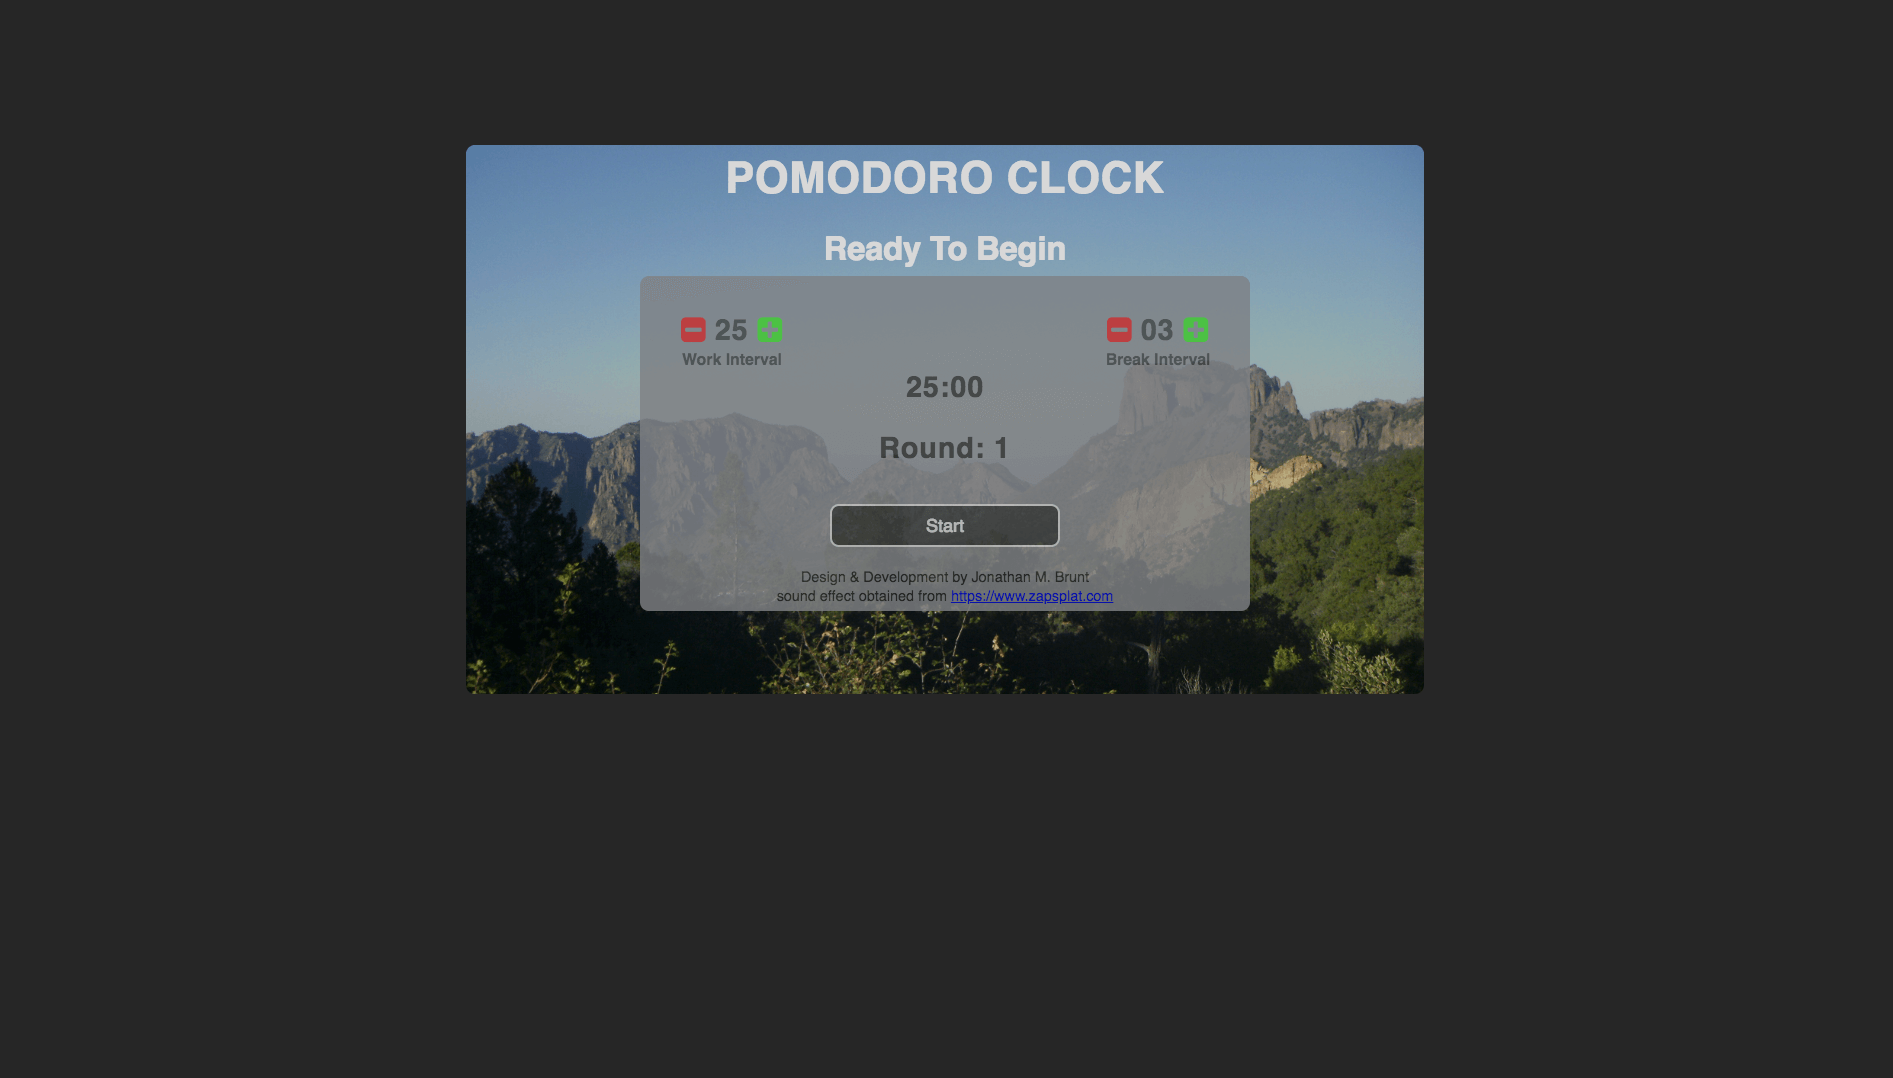 POMODORO CLOCK
Ready To Begin
25
03
Work Interval
Break Interval
25:00
Round: 1
Start
Design & Development by Jonathan M. Brunt
sound effect obtained from https://www.zapsplat.com